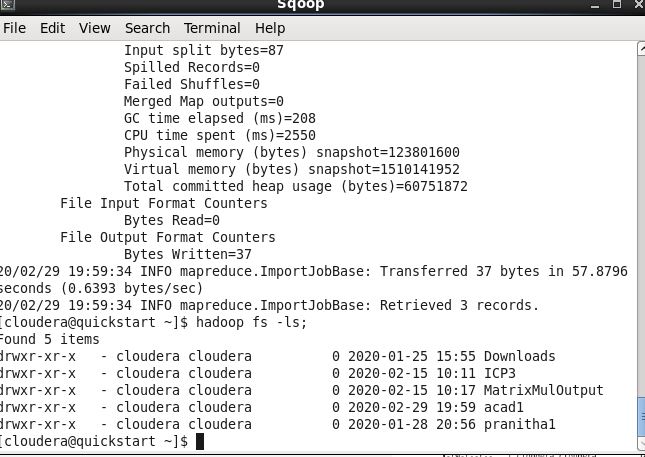 Sqoop
File Edit View Search Terminal Help
Input split bytes=87
Spilled Records=0
Failed Shuffles=0
Merged Map outputs=0
GC time elapsed (ms)=208
CPU time spent (ms)=2550
Physical memory (bytes) snapshot=123801600
Virtual memory (bytes) snapshot=1510141952
Total committed heap usage (bytes)=60751872
File Input Format Counters
Bytes Read=0
File Output Format Counters
Bytes Written=37
20/02/29 19:59:34 INFO mapreduce.ImportJobBase: Transferred 37 bytes in 57.8796
seconds (0.6393 bytes/sec)
20/02/29 19:59:34 INFO mapreduce.ImportJobBase: Retrieved 3 records.
[cloudera@quickstart ~]$ hadoop fs -ls;
Found 5 items
drwxr-xr-x - cloudera cloudera 0 2020-01-25 15:55 Downloads
drwxr-xr-x - cloudera cloudera 0 2020-02-15 10:11 ICP3
drwxr-xr-x - cloudera cloudera 0 2020-02-15 10:17 MatrixMulOutput
drwxr-xr-x - cloudera cloudera 0 2020-02-29 19:59 acad1
drwxr-xr-x - cloudera cloudera 0 2020-01-28 20:56 pranitha1
[cloudera@quickstart ~]$